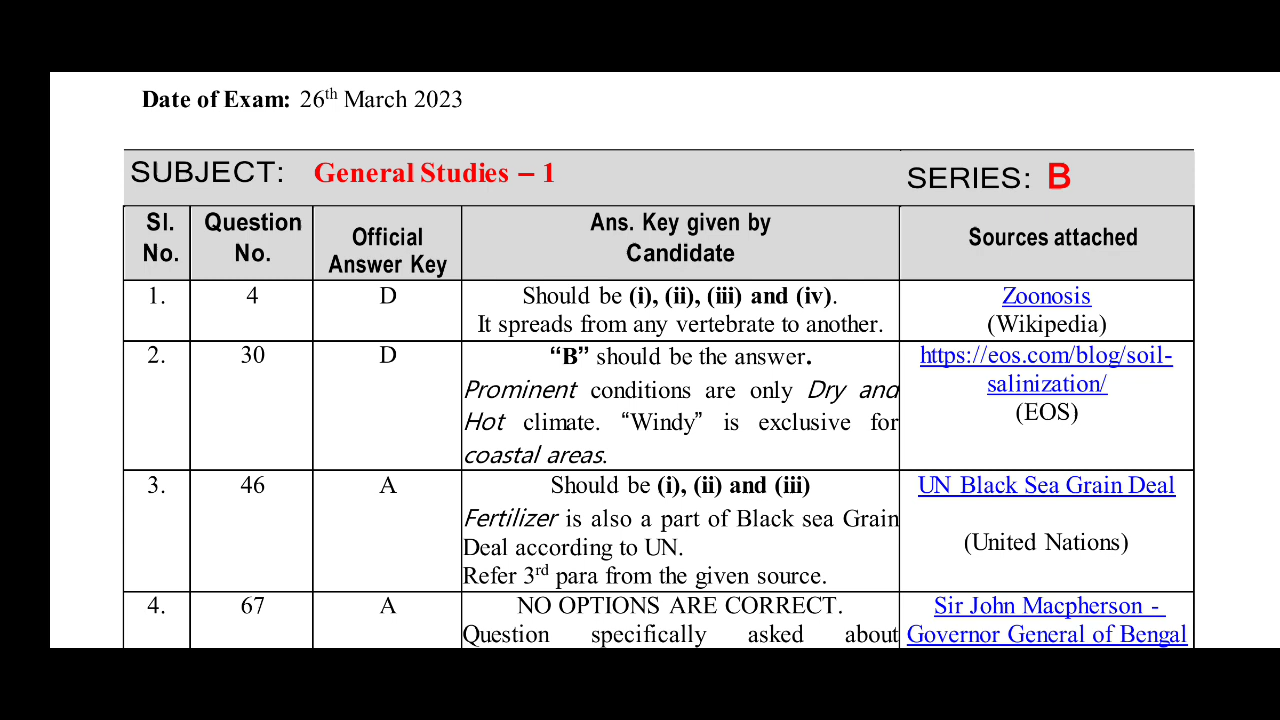 Date of Exam: 26th March 2023
SUBJECT: General Studies – 1 SERIES: B
Sl. No. Question No. Official Answer Key Ans. Key given by Candidate Sources attached
1. 4 D Should be (i), (ii), (iii) and (iv). Zoonosis
It spreads from any vertebrate to another. (Wikipedia)
2. 30 D “B” should be the answer. https://eos.com/blog/soil-
Prominent conditions are only Dry and salinization/
Hot climate. “Windy” is exclusive for (EOS)
coastal areas.
3. 46 A Should be (i), (ii) and (iii) UN Black Sea Grain Deal
Fertilizer is also a part of Black sea Grain
Deal according to UN. (United Nations)
Refer 3rd para from the given source.
4. 67 A NO OPTIONS ARE CORRECT. Sir John Macpherson -
Question specifically asked about Governor General of Bengal